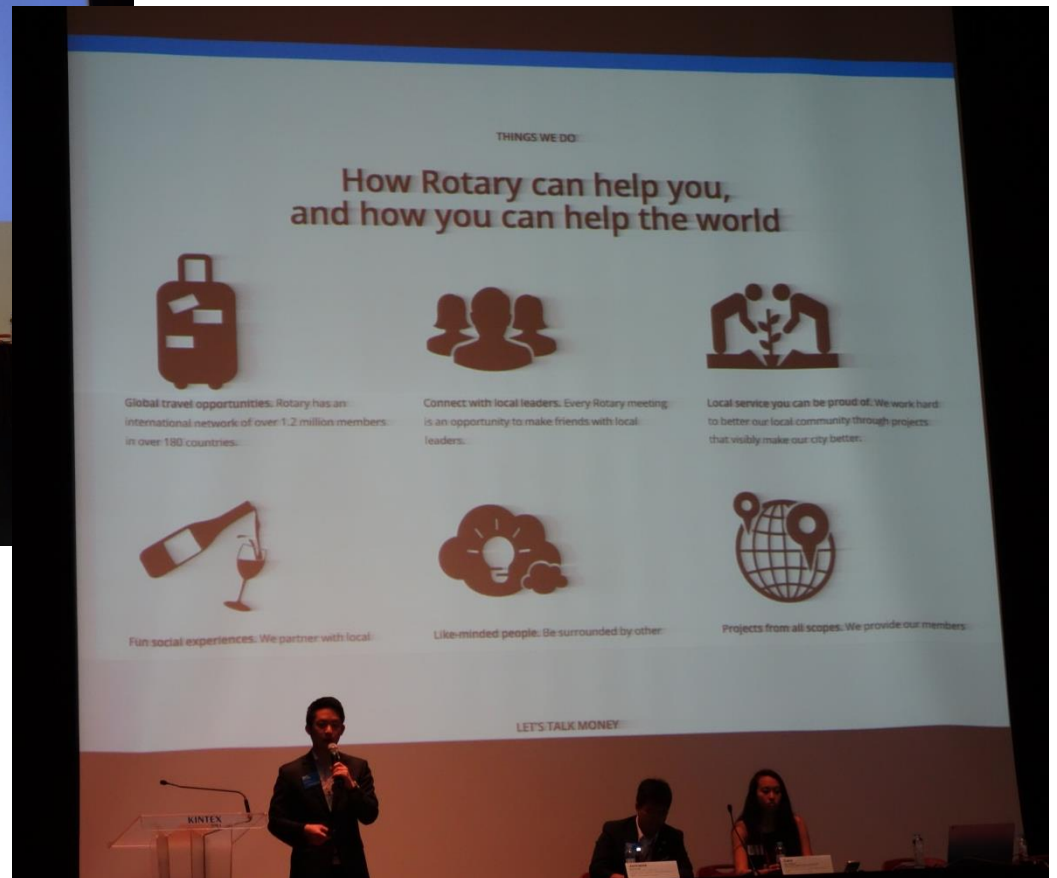 THINGS WE DO
How Rotary can help you,
and how you can help the world
Global travel opportunities. Rotary has an
international network of over 1.2 million members
in over 180 countries.
Connect with local leaders. Every Rotary meeting
is an opportunity to make friends with local
leaders.
Local service you can be proud of. We work hard
to better our local community through projects
that visibly make our city better.
Fun social experiences. We partner with local
Like-minded people. Be surrounded by other
Projects from all scopes. We provide our members
LET'S TALK MONEY
KINTEX